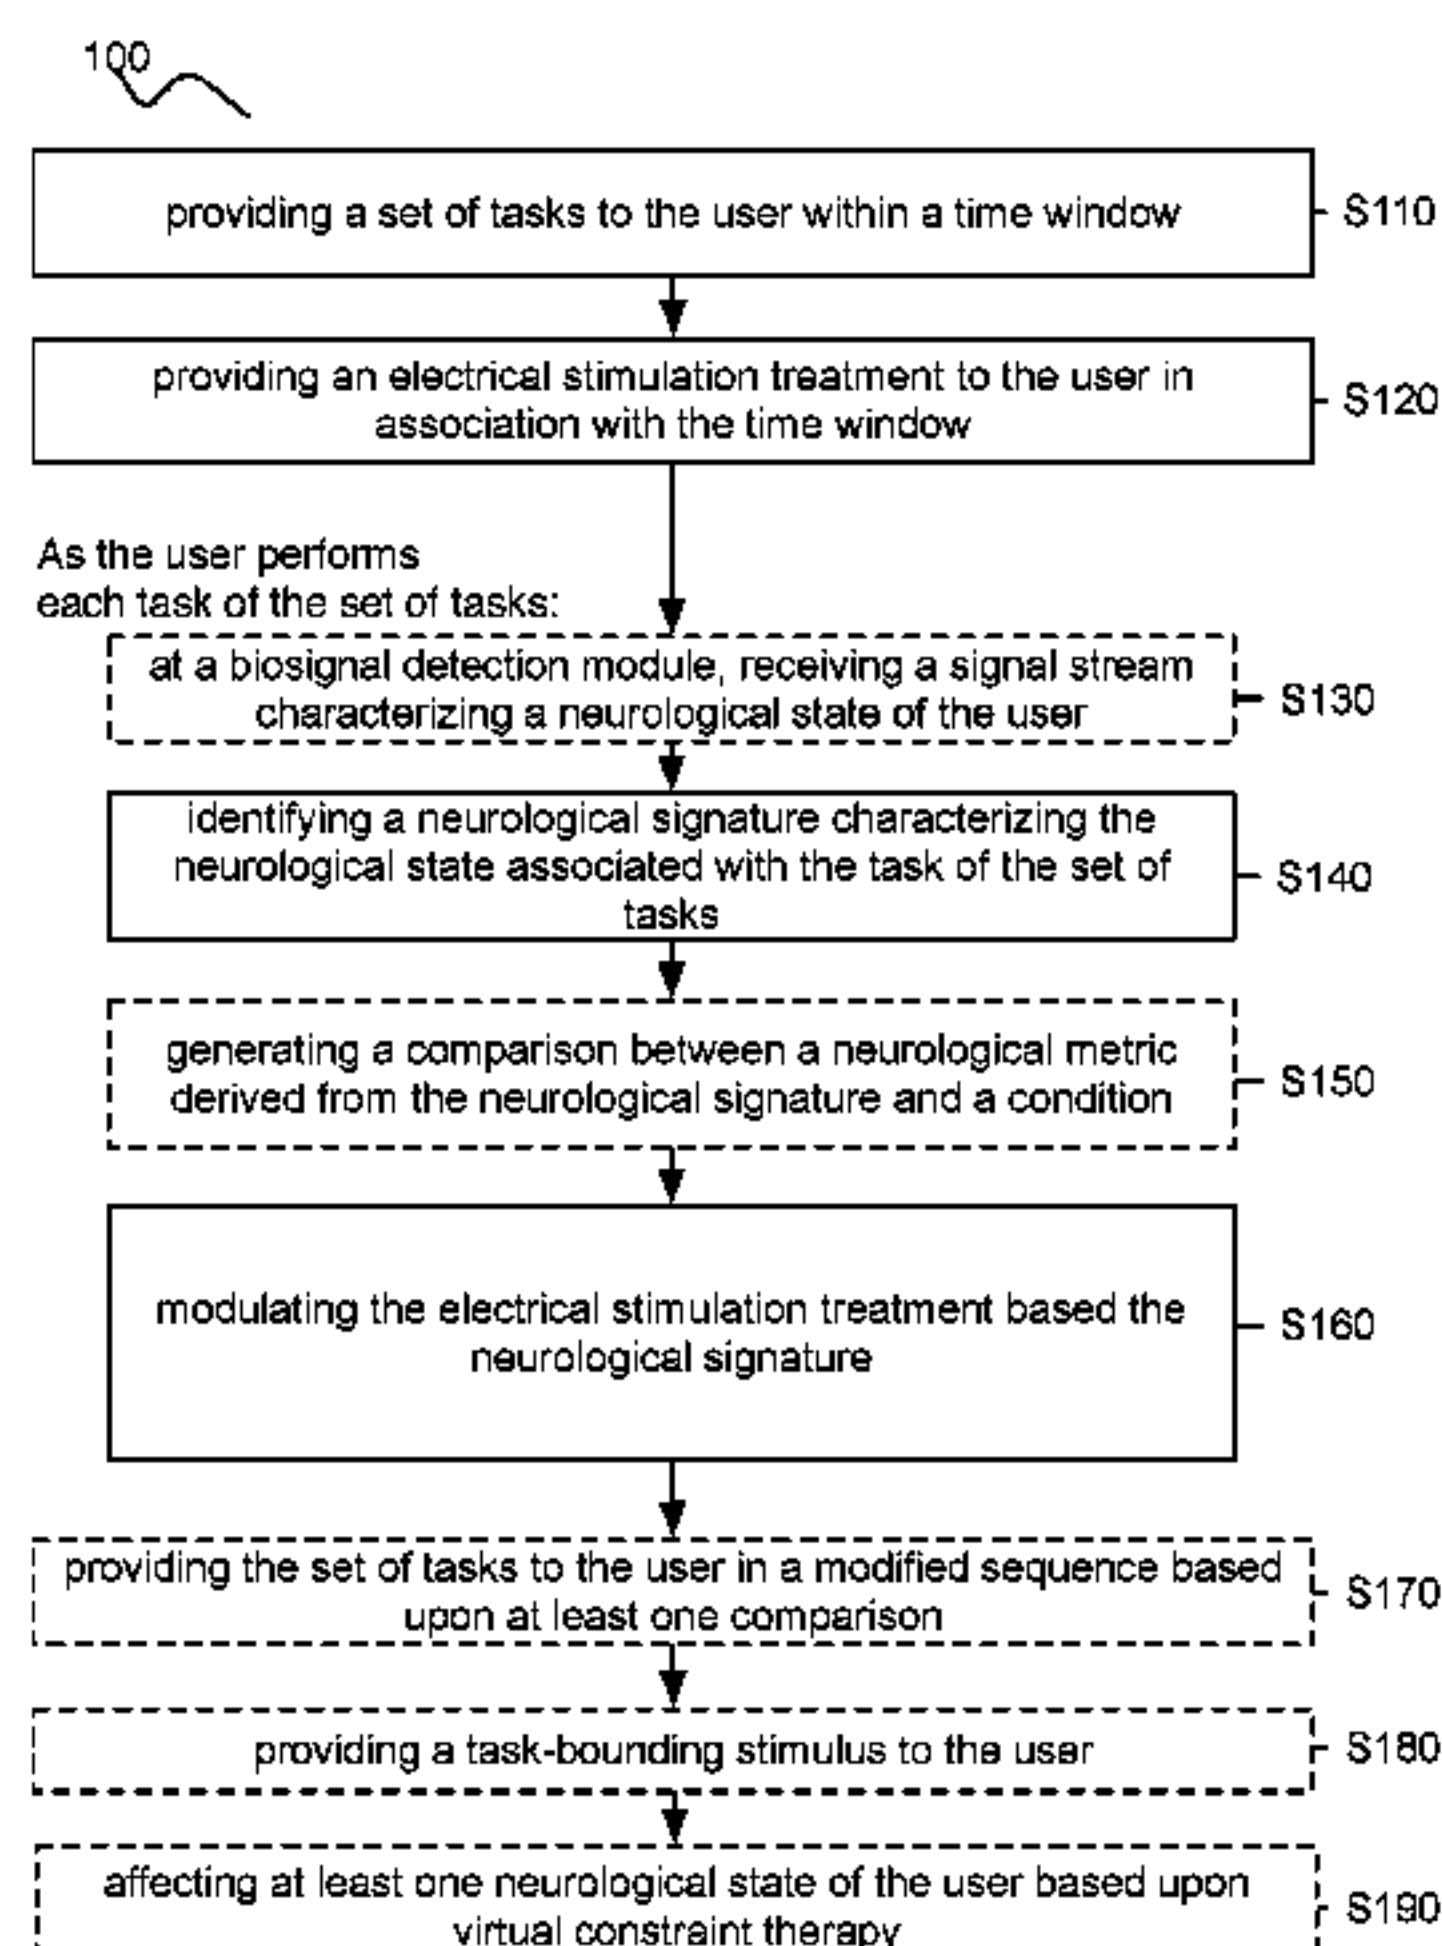 100
providing a set of tasks to the user within a time window
S110
providing an electrical stimulation treatment to the user in
association with the time window
S120
As the user performs
each task of the set of tasks:
at a biosignal detection module, receiving a signal stream
characterizing a neurological state of the user
S130
identifying a neurological signature characterizing the
neurological state associated with the task of the set of
tasks
S140
generating a comparison between a neurological metric
derived from the neurological signature and a condition
S150
modulating the electrical stimulation treatment based the
neurological signature
S160
providing the set of tasks to the user in a modified sequence based
upon at least one comparison
S170
providing a task-bounding stimulus to the user
S180
affecting at least one neurological state of the user based upon
virtual constraint therapy
S190